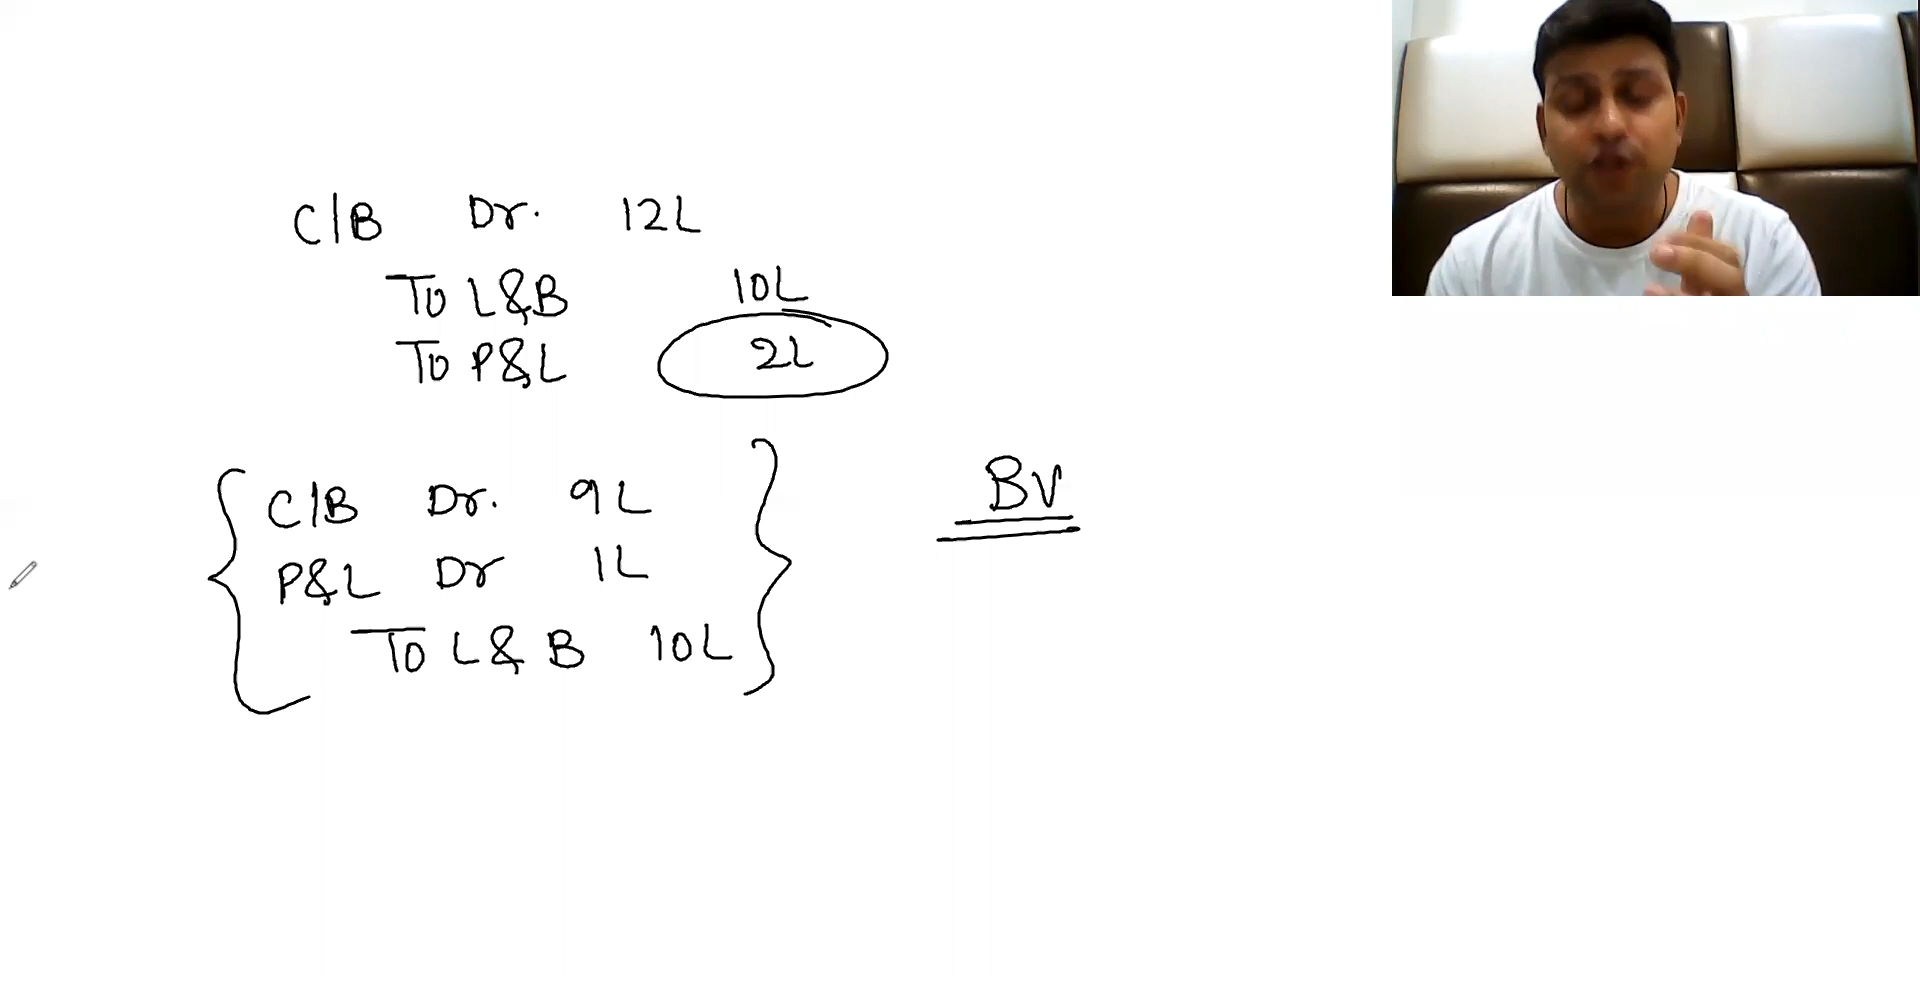 C/B Dr. 12L
To L&B 10L
To P&L 2L
C/B Dr. 9L
P&L Dr 1L
To L&B 10L
BV